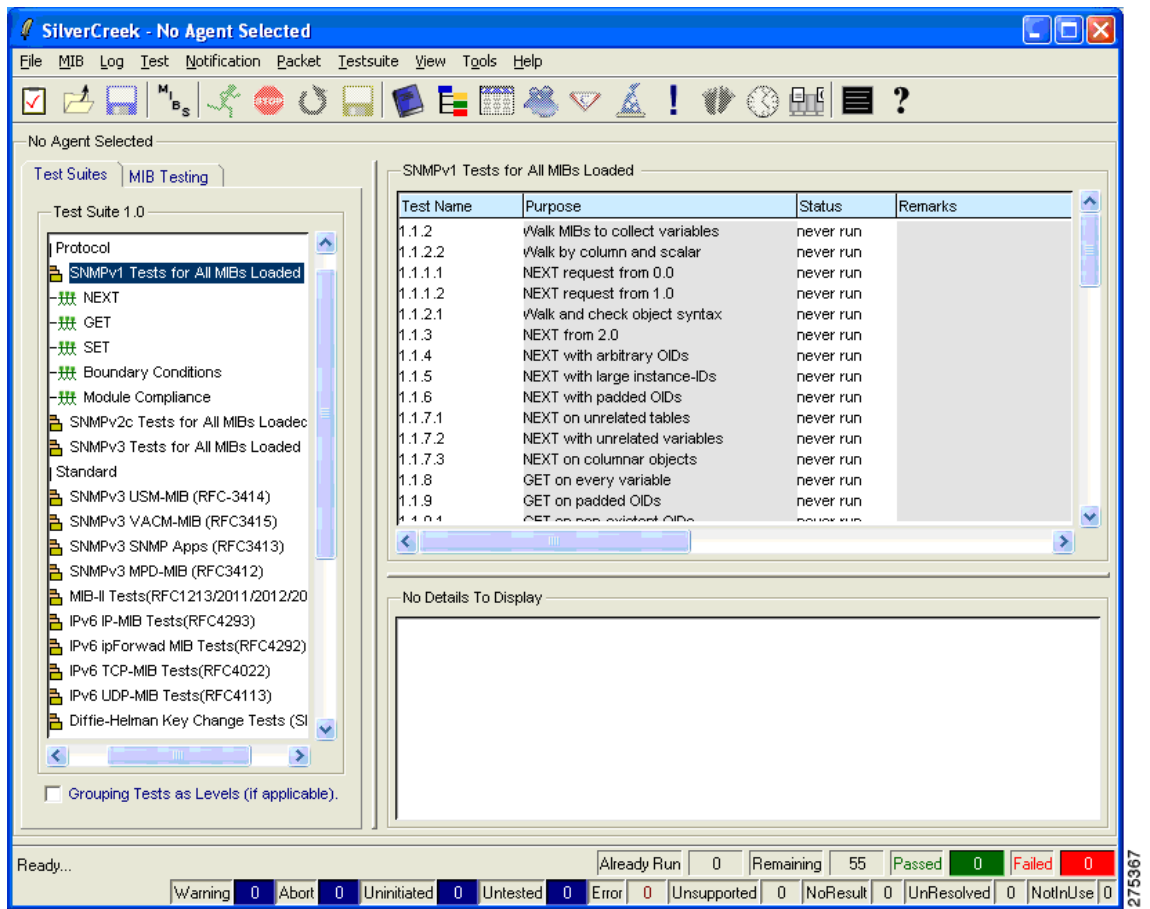 SilverCreek - No Agent Selected
File MIB Log Test Notification Packet Testsuite View Tools Help
MIBs STOP ! ?
No Agent Selected
Test Suites MIB Testing
Test Suite 1.0
Protocol
SNMPv1 Tests for All MIBs Loaded
NEXT
GET
SET
Boundary Conditions
Module Compliance
SNMPv2c Tests for All MIBs Loadec
SNMPv3 Tests for All MIBs Loaded
Standard
SNMPv3 USM-MIB (RFC-3414)
SNMPv3 VACM-MIB (RFC3415)
SNMPv3 SNMP Apps (RFC3413)
SNMPv3 MPD-MIB (RFC3412)
MIB-II Tests(RFC1213/2011/2012/20
IPv6 IP-MIB Tests(RFC4293)
IPv6 ipForwad MIB Tests(RFC4292)
IPv6 TCP-MIB Tests(RFC4022)
IPv6 UDP-MIB Tests(RFC4113)
Diffie-Helman Key Change Tests (SI
Grouping Tests as Levels (if applicable).
SNMPv1 Tests for All MIBs Loaded
Test Name Purpose Status Remarks
1.1.2 Walk MIBs to collect variables never run
1.1.2.2 Walk by column and scalar never run
1.1.1.1 NEXT request from 0.0 never run
1.1.1.2 NEXT request from 1.0 never run
1.1.2.1 Walk and check object syntax never run
1.1.3 NEXT from 2.0 never run
1.1.4 NEXT with arbitrary OIDs never run
1.1.5 NEXT with large instance-IDs never run
1.1.6 NEXT with padded OIDs never run
1.1.7.1 NEXT on unrelated tables never run
1.1.7.2 NEXT with unrelated variables never run
1.1.7.3 NEXT on columnar objects never run
1.1.8 GET on every variable never run
1.1.9 GET on padded OIDs never run
1.1.9.1 GET on non-existent OIDs never run
No Details To Display
Ready...
Already Run 0 Remaining 55 Passed 0 Failed 0
Warning 0 Abort 0 Uninitiated 0 Untested 0 Error 0 Unsupported 0 NoResult 0 UnResolved 0 NotInUse 0
275367